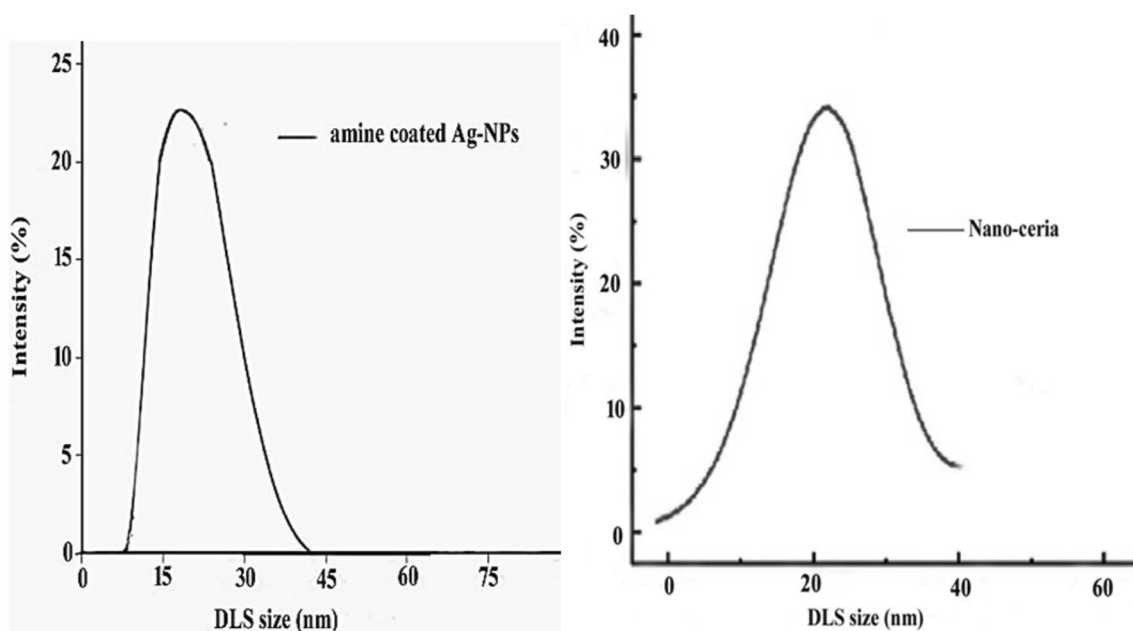 25
20
15
10
5
0
Intensity (%)
amine coated Ag-NPs
0 15 30 45 60 75
DLS size (nm)
40
30
20
10
0
Intensity (%)
Nano-ceria
0 20 40 60
DLS size (nm)